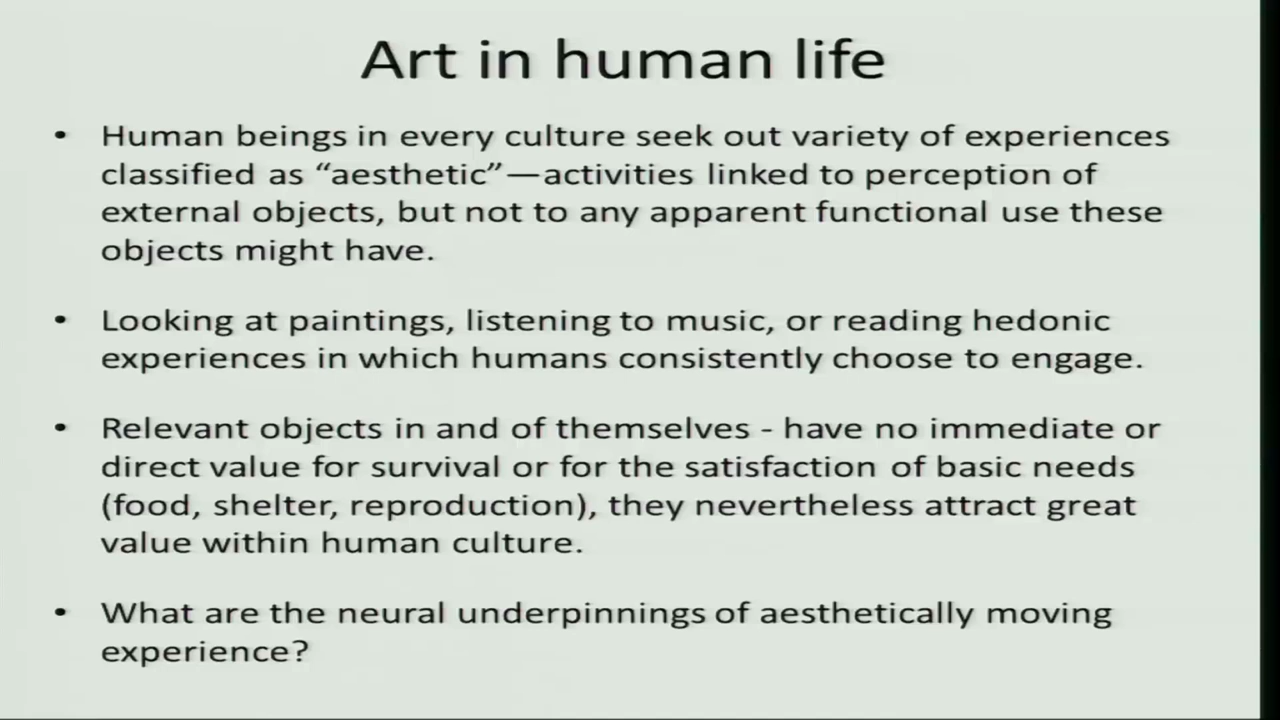 Art in human life
• Human beings in every culture seek out variety of experiences
classified as “aesthetic”—activities linked to perception of
external objects, but not to any apparent functional use these
objects might have.
• Looking at paintings, listening to music, or reading hedonic
experiences in which humans consistently choose to engage.
• Relevant objects in and of themselves - have no immediate or
direct value for survival or for the satisfaction of basic needs
(food, shelter, reproduction), they nevertheless attract great
value within human culture.
• What are the neural underpinnings of aesthetically moving
experience?